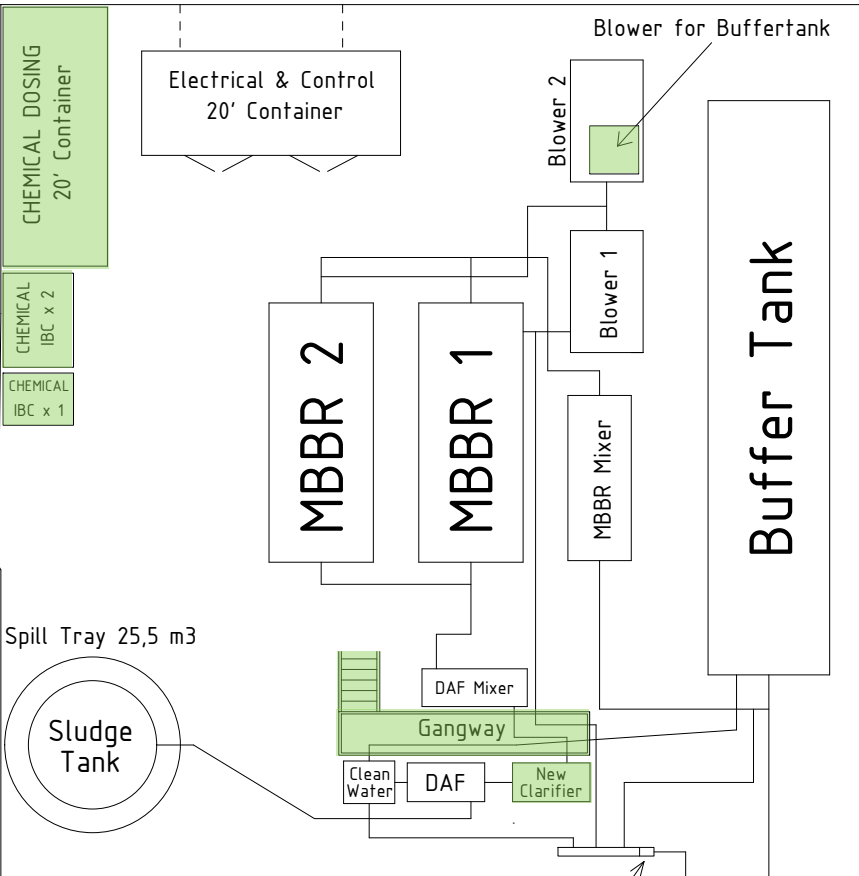 Blower for Buffertank
CHEMICAL DOSING
20' Container
Electrical & Control
20' Container
Blower 2
Blower 1
CHEMICAL
IBC x 2
CHEMICAL
IBC x 1
MBBR 2
MBBR 1
MBBR Mixer
Buffer Tank
Spill Tray 25,5 m3
Sludge
Tank
DAF Mixer
Gangway
Clean
Water
DAF
New
Clarifier